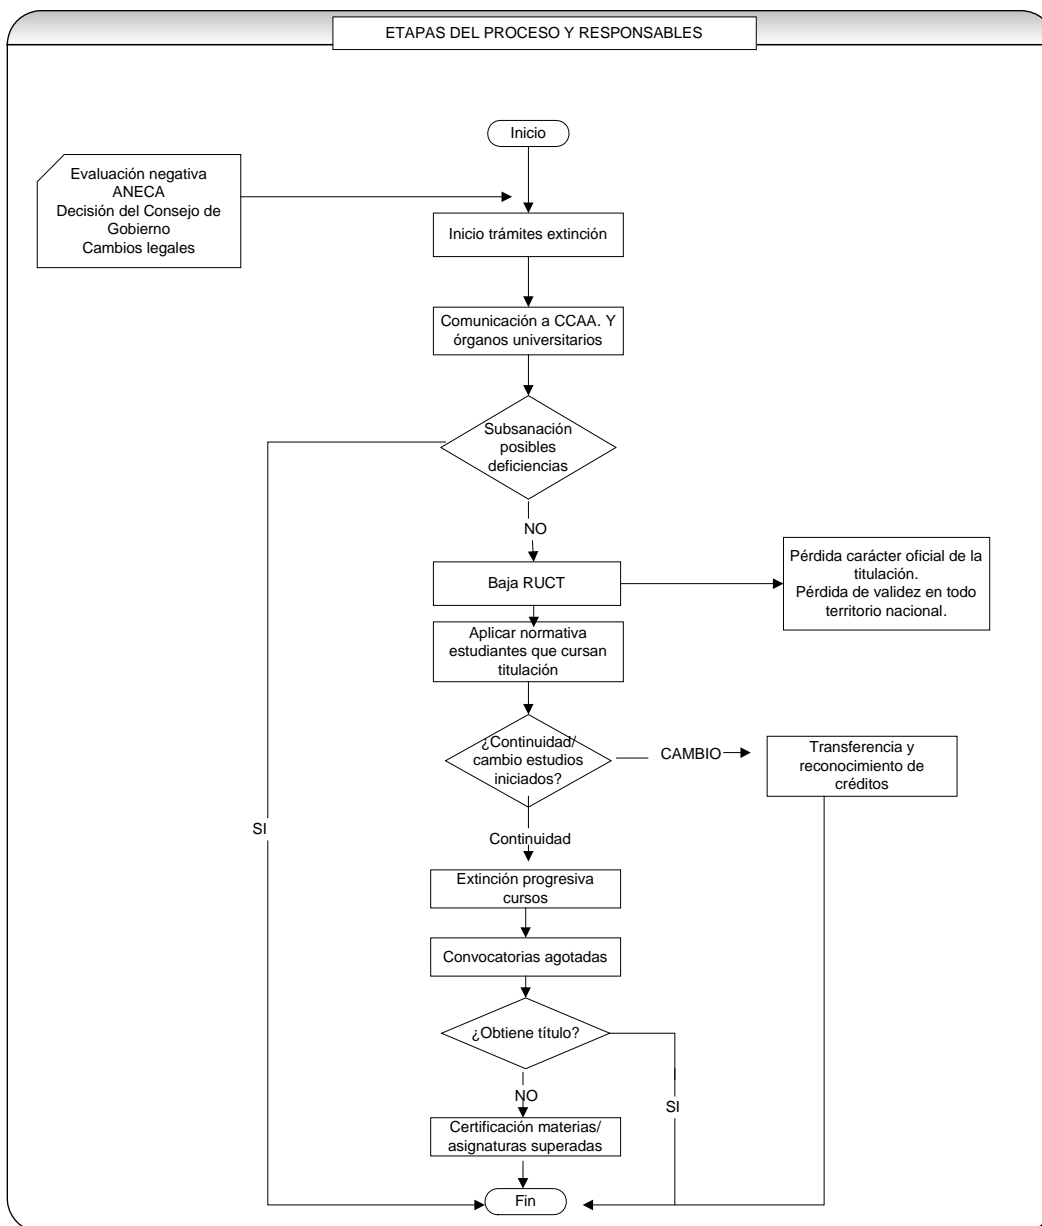 ETAPAS DEL PROCESO Y RESPONSABLES
Inicio
Evaluación negativa
ANECA
Decisión del Consejo de
Gobierno
Cambios legales
Inicio trámites extinción
Comunicación a CCAA. Y
órganos universitarios
Subsanación
posibles
deficiencias
NO
Baja RUCT
Pérdida carácter oficial de la
titulación.
Pérdida de validez en todo
territorio nacional.
Aplicar normativa
estudiantes que cursan
titulación
¿Continuidad/
cambio estudios
iniciados?
CAMBIO
Transferencia y
reconocimiento de
créditos
SI
Continuidad
Extinción progresiva
cursos
Convocatorias agotadas
¿Obtiene título?
NO
SI
Certificación materias/
asignaturas superadas
Fin